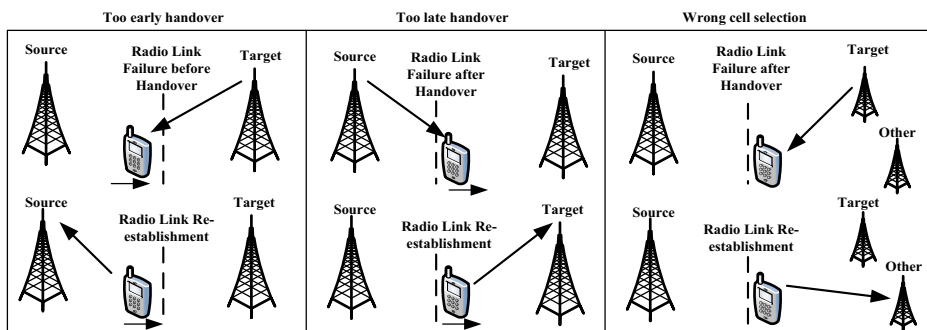 Too early handover
Too late handover
Wrong cell selection
Source
Radio Link
Failure before
Handover
Target
Source
Radio Link Re-
establishment
Target
Source
Radio Link
Failure after
Handover
Target
Source
Radio Link Re-
establishment
Target
Source
Radio Link
Failure after
Handover
Target
Other
Source
Radio Link Re-
establishment
Target
Other